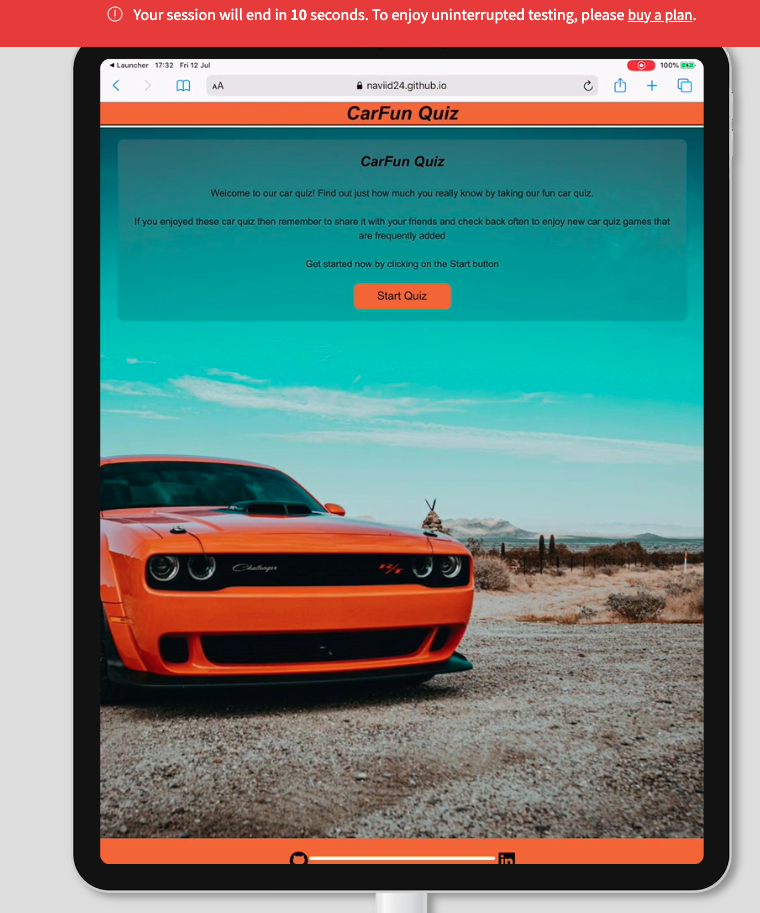 Your session will end in 10 seconds. To enjoy uninterrupted testing, please buy a plan.
Launcher 17:32 Fri 12 Jul 100%
AA naviid24.github.io
CarFun Quiz
CarFun Quiz
Welcome to our car quiz! Find out just how much you really know by taking our fun car quiz.
If you enjoyed these car quiz then remember to share it with your friends and check back often to enjoy new car quiz games that
are frequently added
Get started now by clicking on the Start button
Start Quiz
Challenger R/T
in